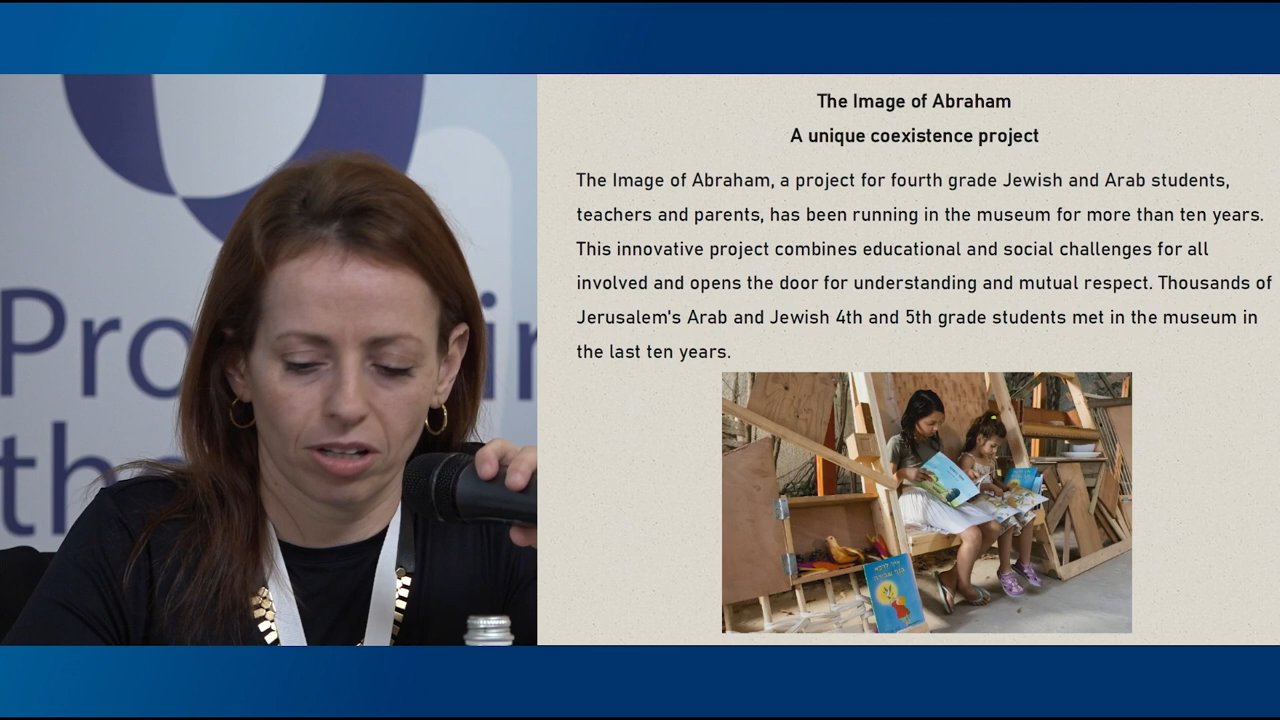 The Image of Abraham
A unique coexistence project
The Image of Abraham, a project for fourth grade Jewish and Arab students,
teachers and parents, has been running in the museum for more than ten years.
This innovative project combines educational and social challenges for all
involved and opens the door for understanding and mutual respect. Thousands of
Jerusalem's Arab and Jewish 4th and 5th grade students met in the museum in
the last ten years.